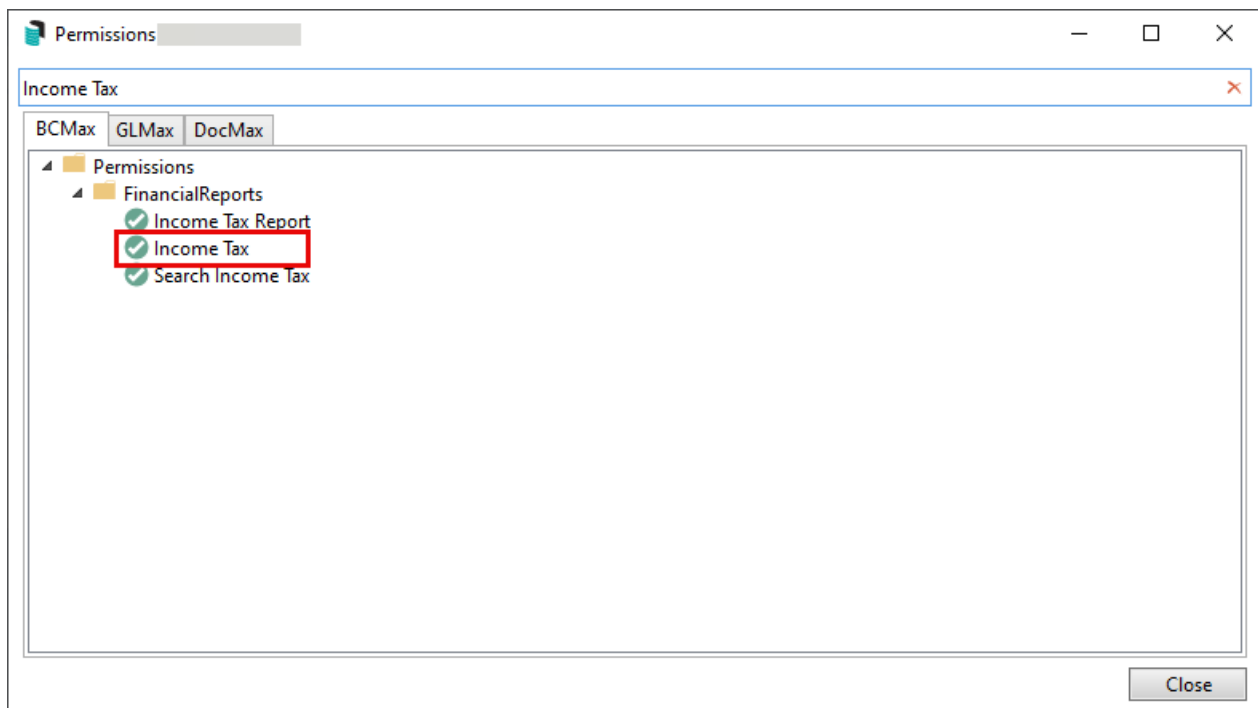 Permissions
Income Tax
BCMax GLMax DocMax
Permissions
FinancialReports
Income Tax Report
Income Tax
Search Income Tax
Close